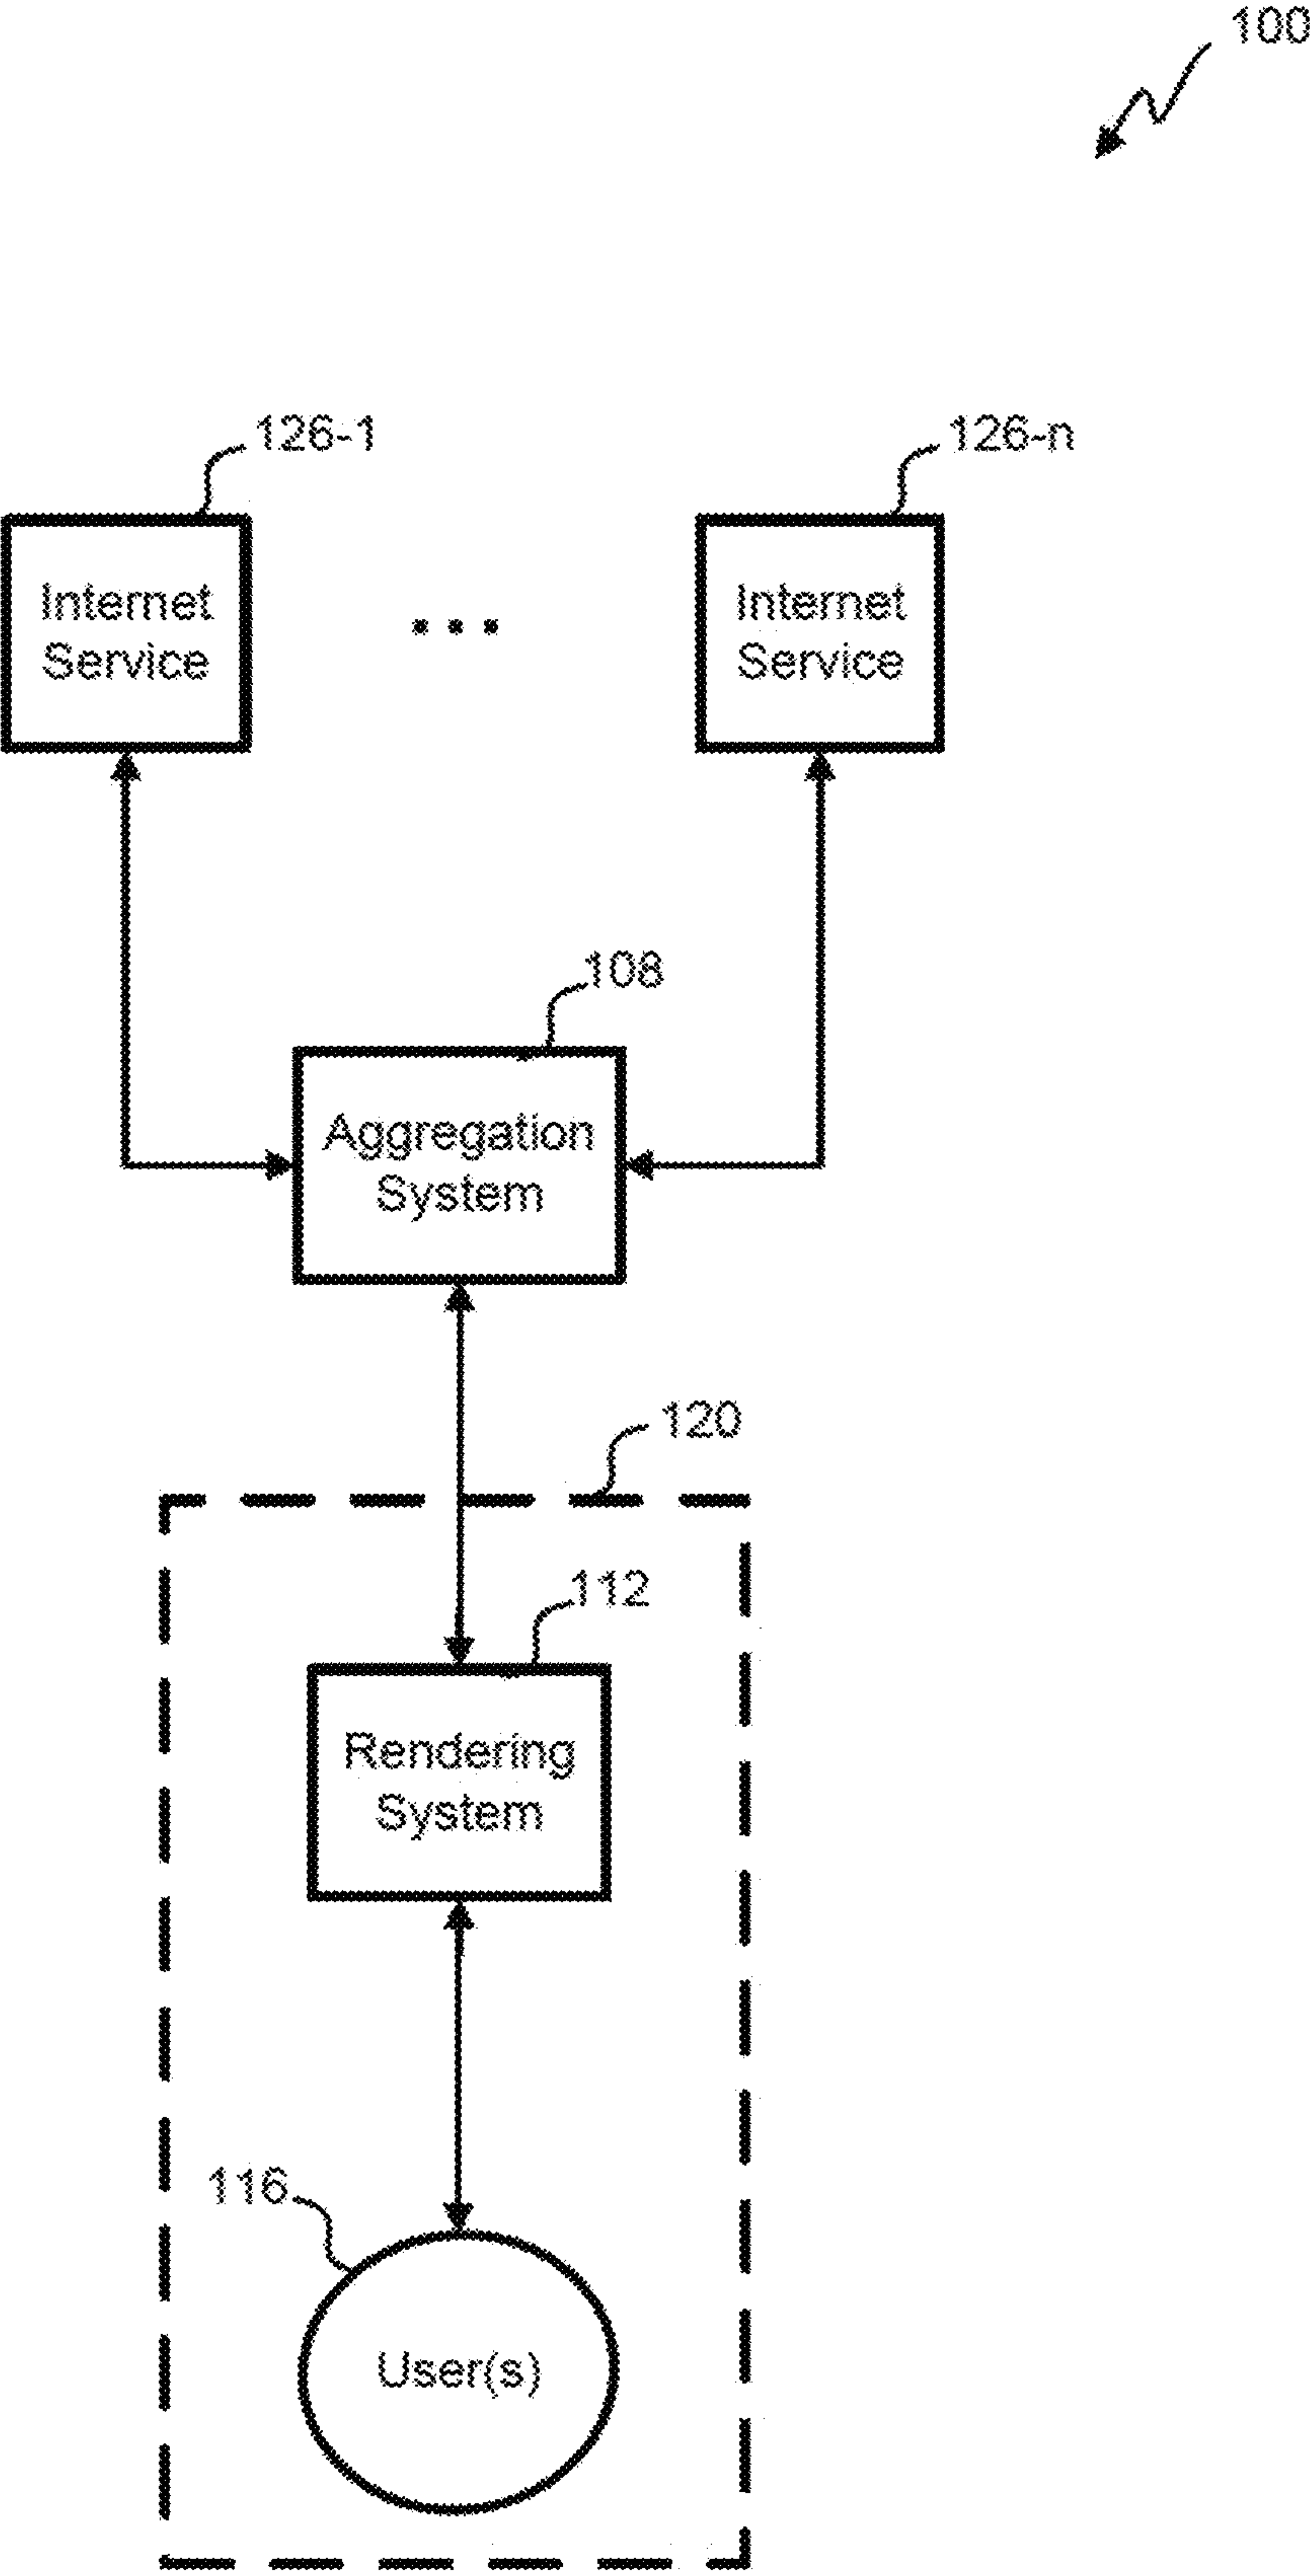 100
126-1
126-n
Internet
Service
Internet
Service
108
Aggregation
System
120
112
Rendering
System
116
User(s)